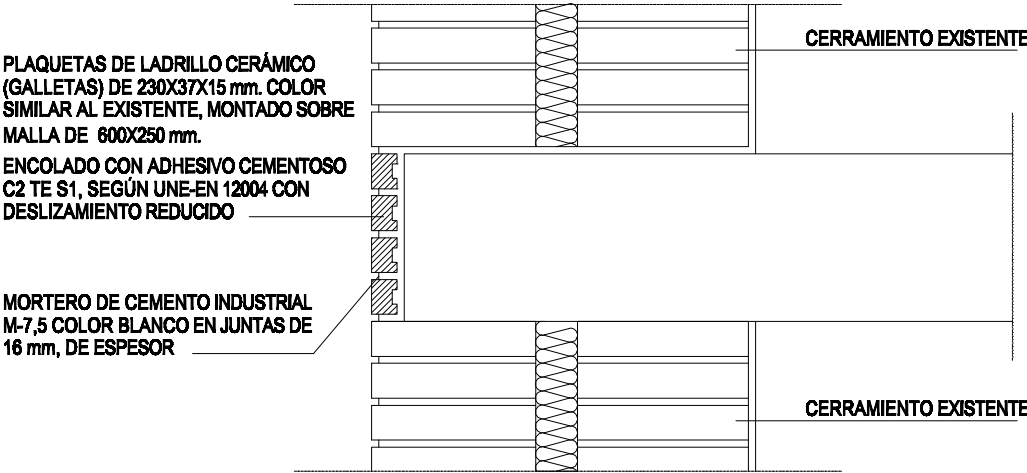 PLAQUETAS DE LADRILLO CERÁMICO
(GALLETAS) DE 230X37X15 mm. COLOR
SIMILAR AL EXISTENTE, MONTADO SOBRE
MALLA DE 600X250 mm.
ENCOLADO CON ADHESIVO CEMENTOSO
C2 TE S1, SEGÚN UNE-EN 12004 CON
DESLIZAMIENTO REDUCIDO
MORTERO DE CEMENTO INDUSTRIAL
M-7,5 COLOR BLANCO EN JUNTAS DE
16 mm, DE ESPESOR
CERRAMIENTO EXISTENTE
CERRAMIENTO EXISTENTE